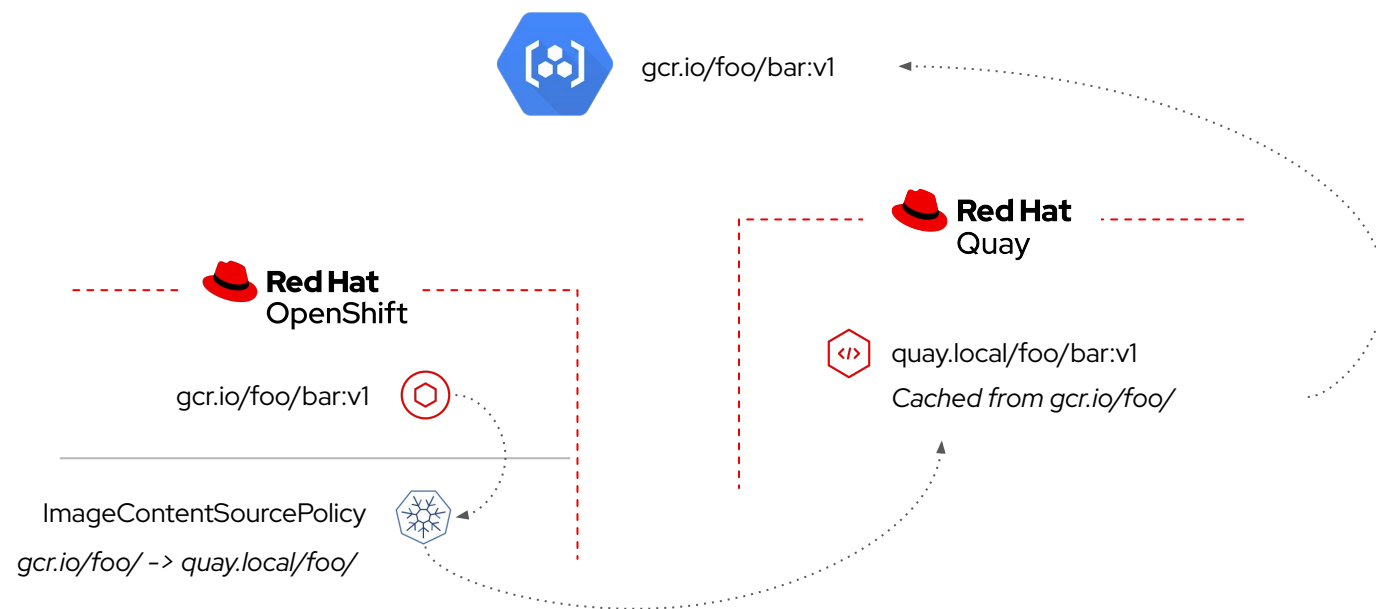 gcr.io/foo/bar:v1
Red Hat
Quay
Red Hat
OpenShift
quay.local/foo/bar:v1
Cached from gcr.io/foo/
gcr.io/foo/bar:v1
ImageContentSourcePolicy
gcr.io/foo/ -> quay.local/foo/